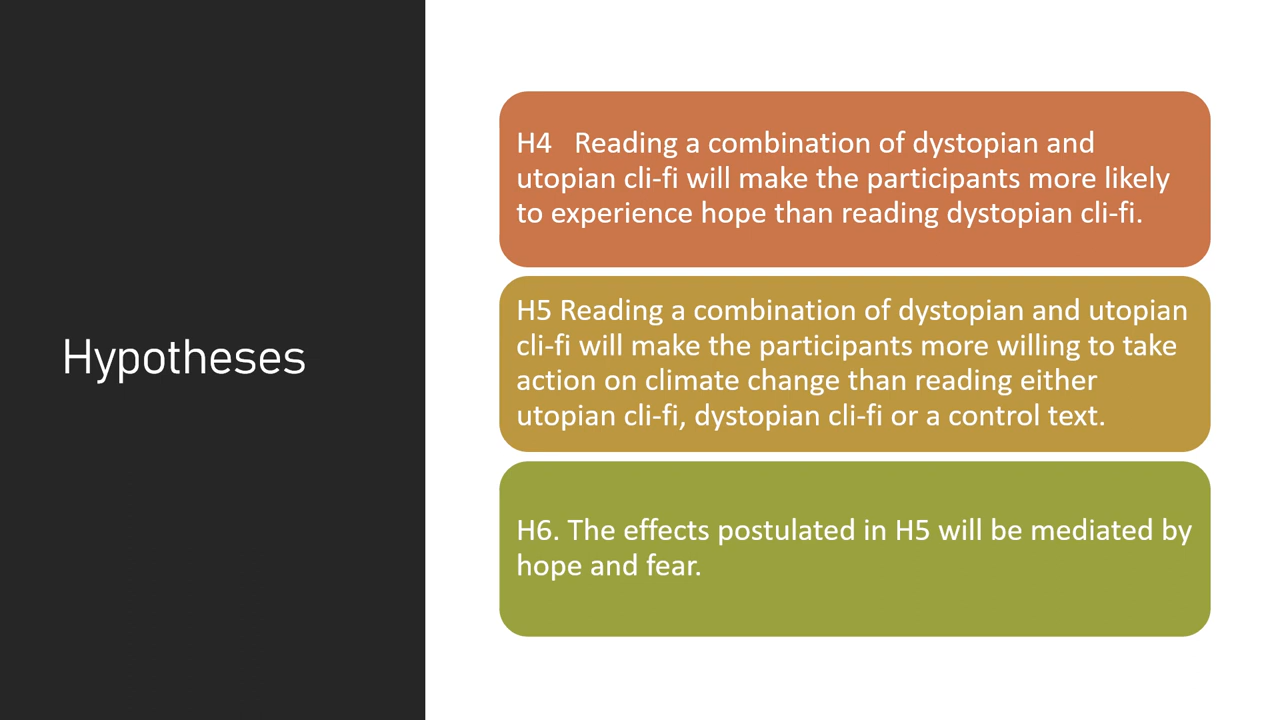 Hypotheses
H4 Reading a combination of dystopian and
utopian cli-fi will make the participants more likely
to experience hope than reading dystopian cli-fi.
H5 Reading a combination of dystopian and utopian
cli-fi will make the participants more willing to take
action on climate change than reading either
utopian cli-fi, dystopian cli-fi or a control text.
H6. The effects postulated in H5 will be mediated by
hope and fear.